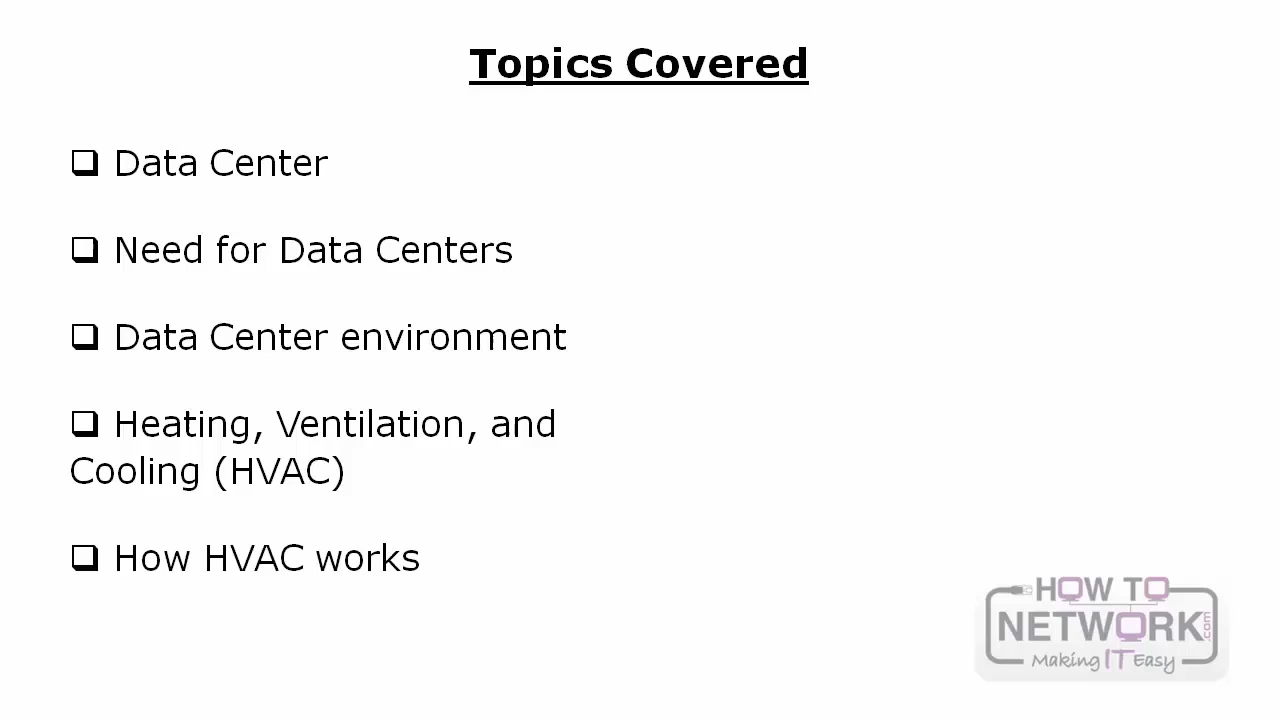 Topics Covered
❑ Data Center
❑ Need for Data Centers
❑ Data Center environment
❑ Heating, Ventilation, and
Cooling (HVAC)
❑ How HVAC works
HOW TO
NETWORK.com
Making IT Easy